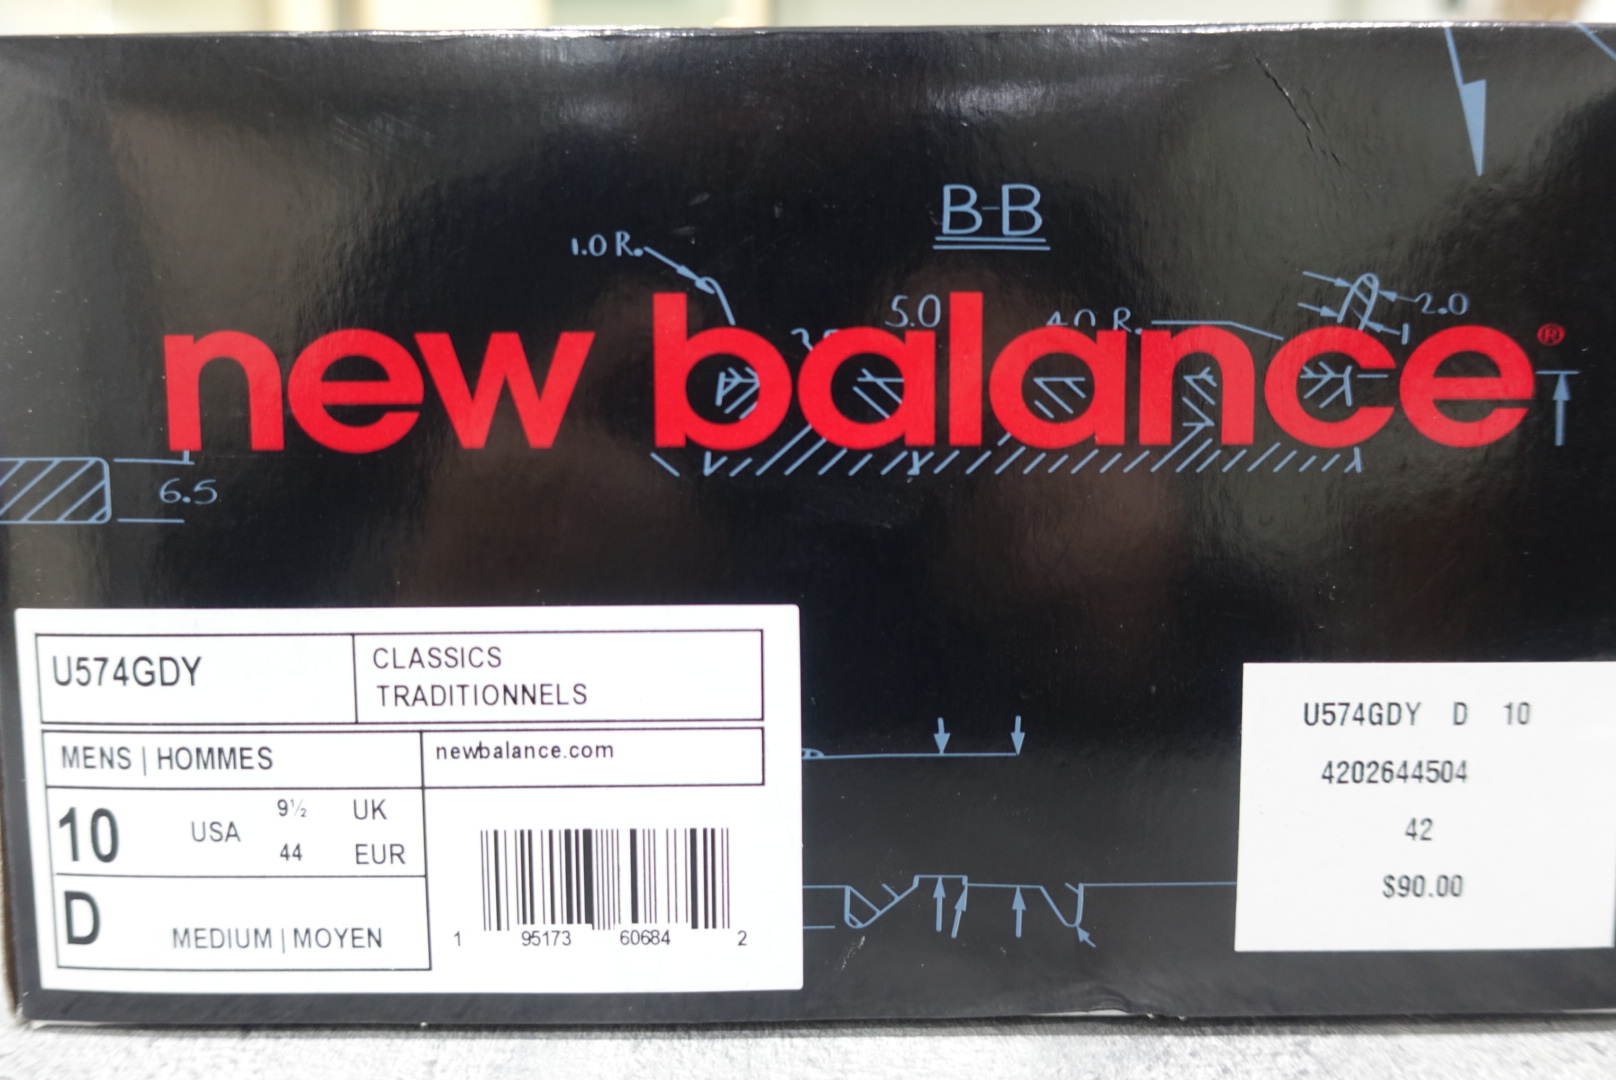 B-B
1.0 R.
5.0
2.0
new balance®
6.5
U574GDY
CLASSICS
TRADITIONNELS
MENS | HOMMES
newbalance.com
10 USA 9½ UK
44 EUR
D MEDIUM | MOYEN
1 95173 60684 2
U574GDY D 10
4202644504
42
$90.00